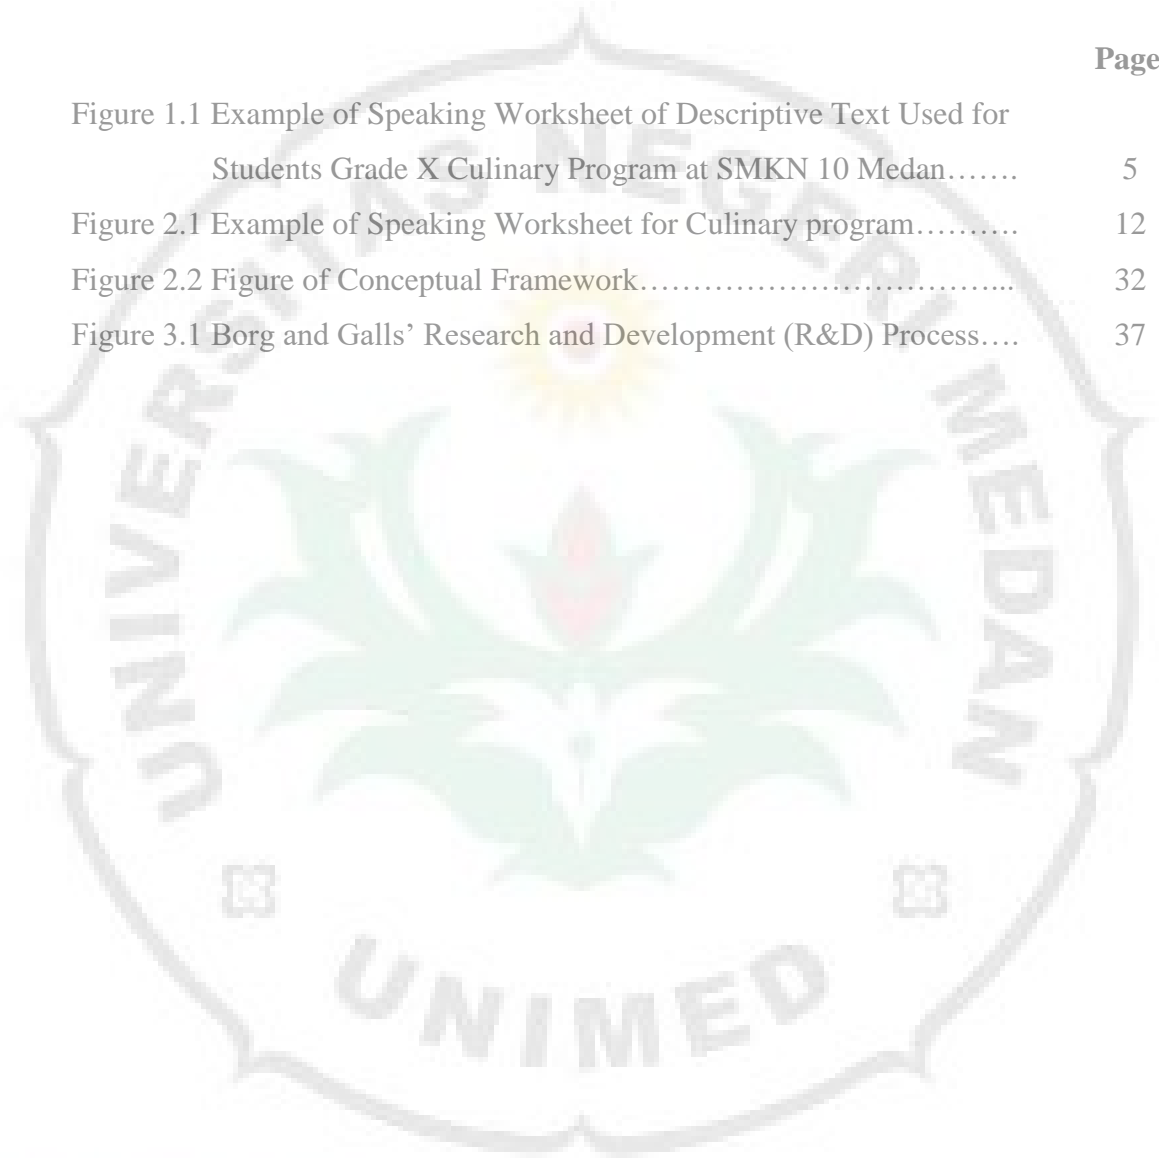 Page
Figure 1.1 Example of Speaking Worksheet of Descriptive Text Used for
Students Grade X Culinary Program at SMKN 10 Medan……. 5
Figure 2.1 Example of Speaking Worksheet for Culinary program………. 12
Figure 2.2 Figure of Conceptual Framework……………………………... 32
Figure 3.1 Borg and Galls’ Research and Development (R&D) Process…. 37
UNIVERSITAS NEGERI MEDAN
UNIMED